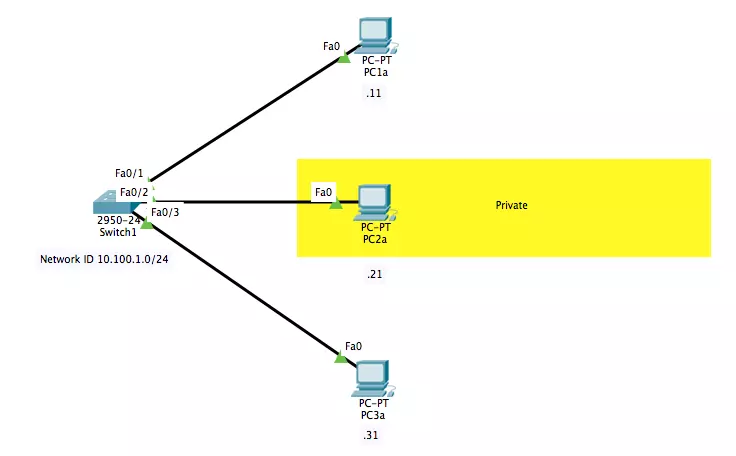 Fa0
PC-PT
PC1a
.11
Fa0/1
Fa0/2
Fa0/3
2950-24
Switch1
Network ID 10.100.1.0/24
Fa0
PC-PT
PC2a
.21
Private
Fa0
PC-PT
PC3a
.31